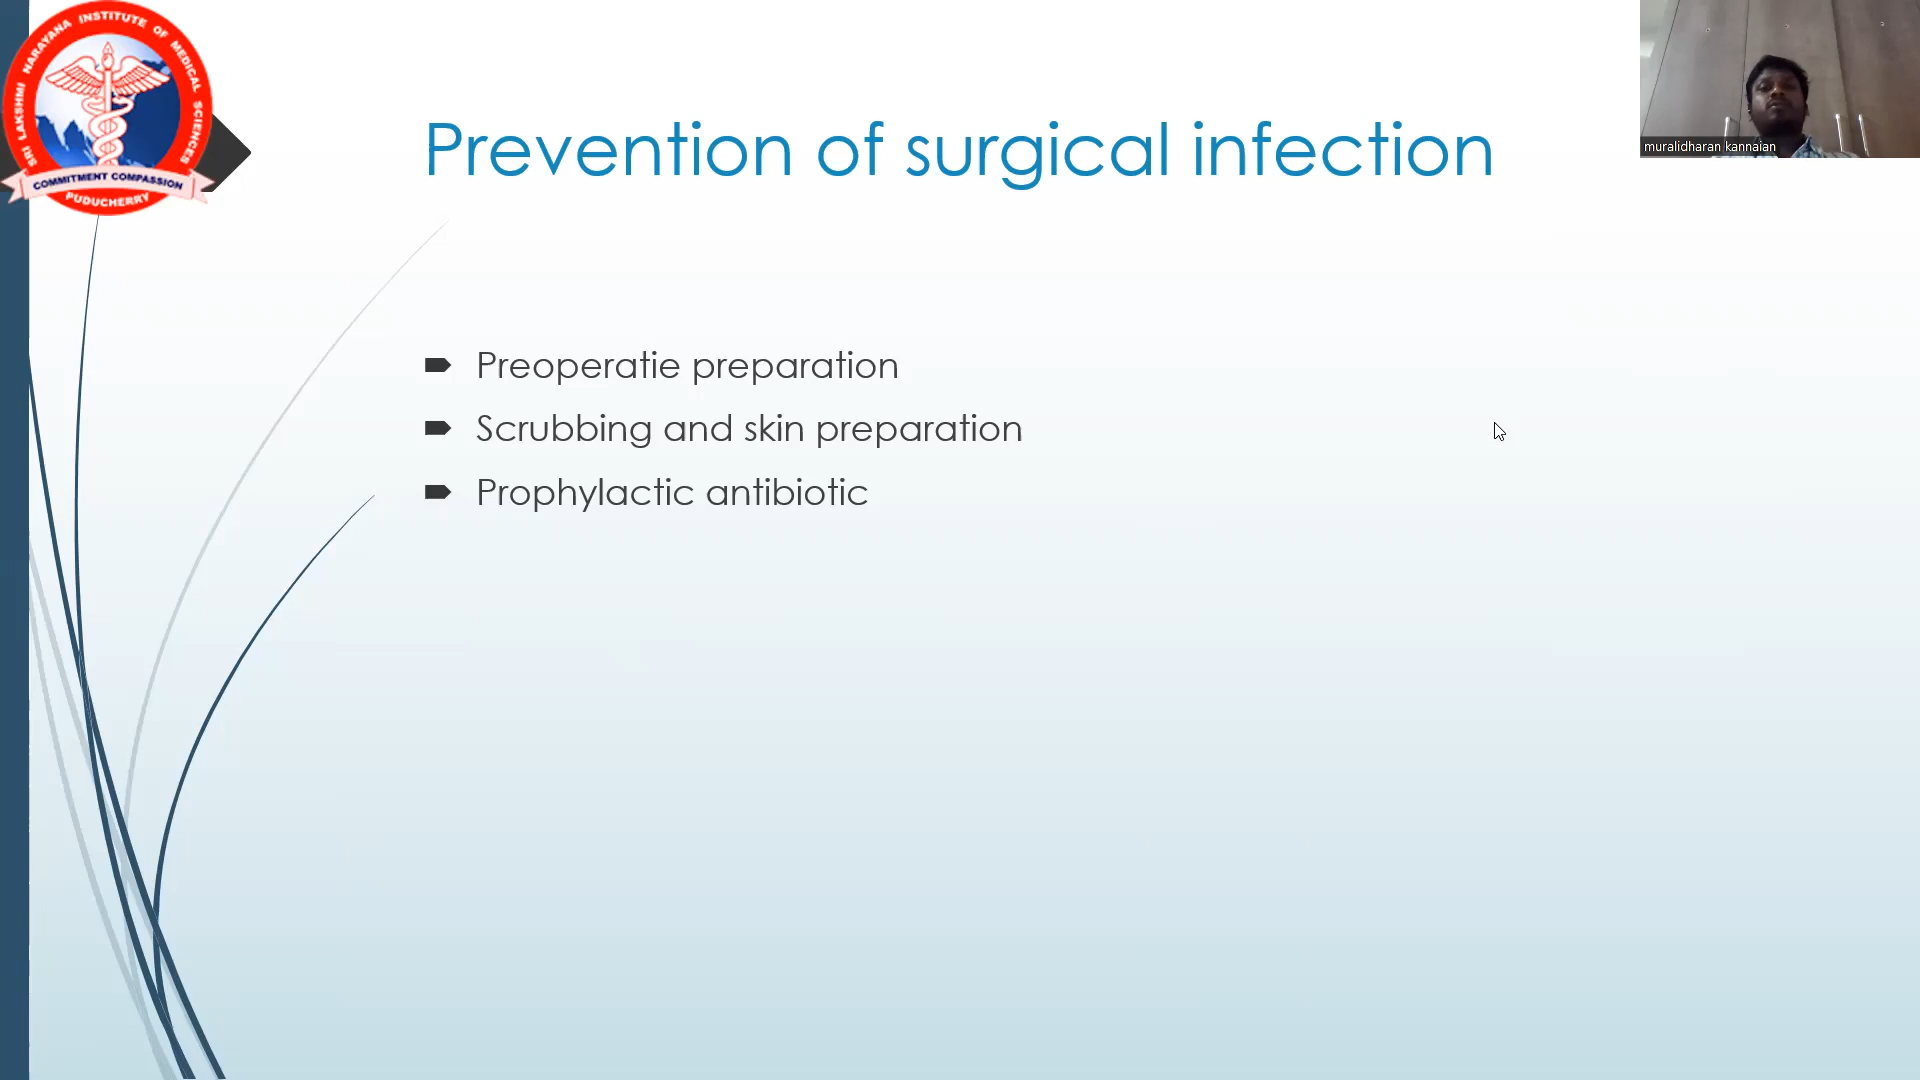 SRI LAKSHMI NARAYANA INSTITUTE OF MEDICAL SCIENCES
COMMITMENT COMPASSION
PUDUCHERRY
Prevention of surgical infection
muralidharan kannaian
Preoperatie preparation
Scrubbing and skin preparation
Prophylactic antibiotic